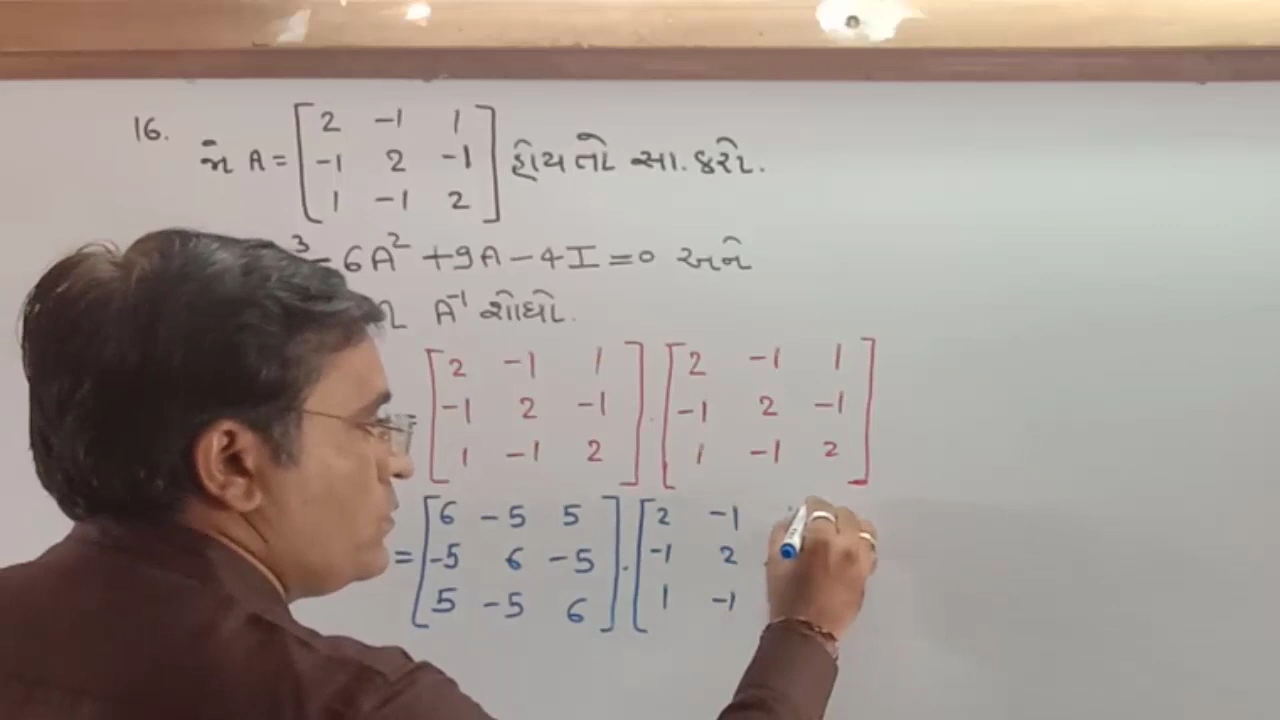 16.
જો A = [ 2 -1 1 ] હોય તો સા. કરો.
-1 2 -1
1 -1 2
3 - 6A² + 9A - 4I = 0 અને
A⁻¹ શોધો.
[ 2 -1 1 ] . [ 2 -1 1 ]
-1 2 -1 -1 2 -1
1 -1 2 1 -1 2
= [ 6 -5 5 ] . [ 2 -1
-5 6 -5 -1 2
5 -5 6 1 -1